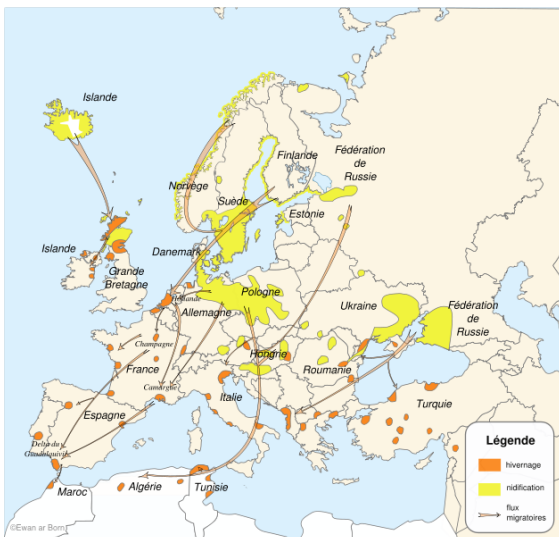 Islande
Finlande
Fédération
de
Russie
Norvège
Suède
Estonie
Islande
Danemark
Grande
Bretagne
Hollande
Pologne
Allemagne
Ukraine
Fédération
de
Russie
Champagne
France
Hongrie
Roumanie
Camargue
Italie
Espagne
Turquie
Delta du
Guadalquivir
Maroc
Algérie
Tunisie
Légende
hivernage
nidification
flux
migratoires
©Ewan ar Born